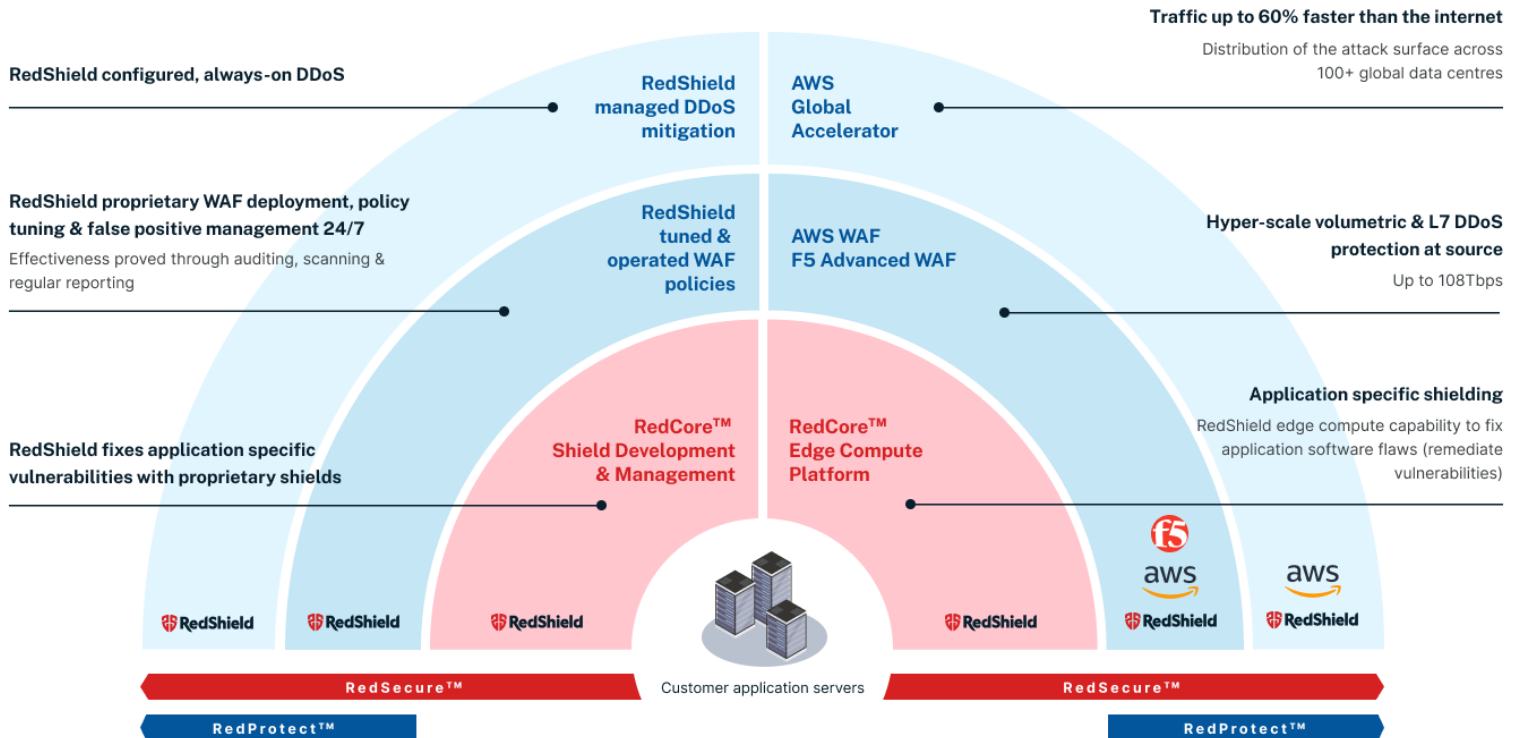 Traffic up to 60% faster than the internet
Distribution of the attack surface across
100+ global data centres
RedShield configured, always-on DDoS
RedShield
managed DDoS
mitigation
AWS
Global
Accelerator
RedShield proprietary WAF deployment, policy
tuning & false positive management 24/7
Effectiveness proved through auditing, scanning &
regular reporting
RedShield
tuned &
operated WAF
policies
AWS WAF
F5 Advanced WAF
Hyper-scale volumetric & L7 DDoS
protection at source
Up to 108Tbps
RedShield fixes application specific
vulnerabilities with proprietary shields
RedCore™
Shield Development
& Management
RedCore™
Edge Compute
Platform
Application specific shielding
RedShield edge compute capability to fix
application software flaws (remediate
vulnerabilities)
f5
aws
aws
RedShield
RedShield
RedShield
RedShield
RedShield
RedShield
RedSecure™
Customer application servers
RedSecure™
RedProtect™
RedProtect™